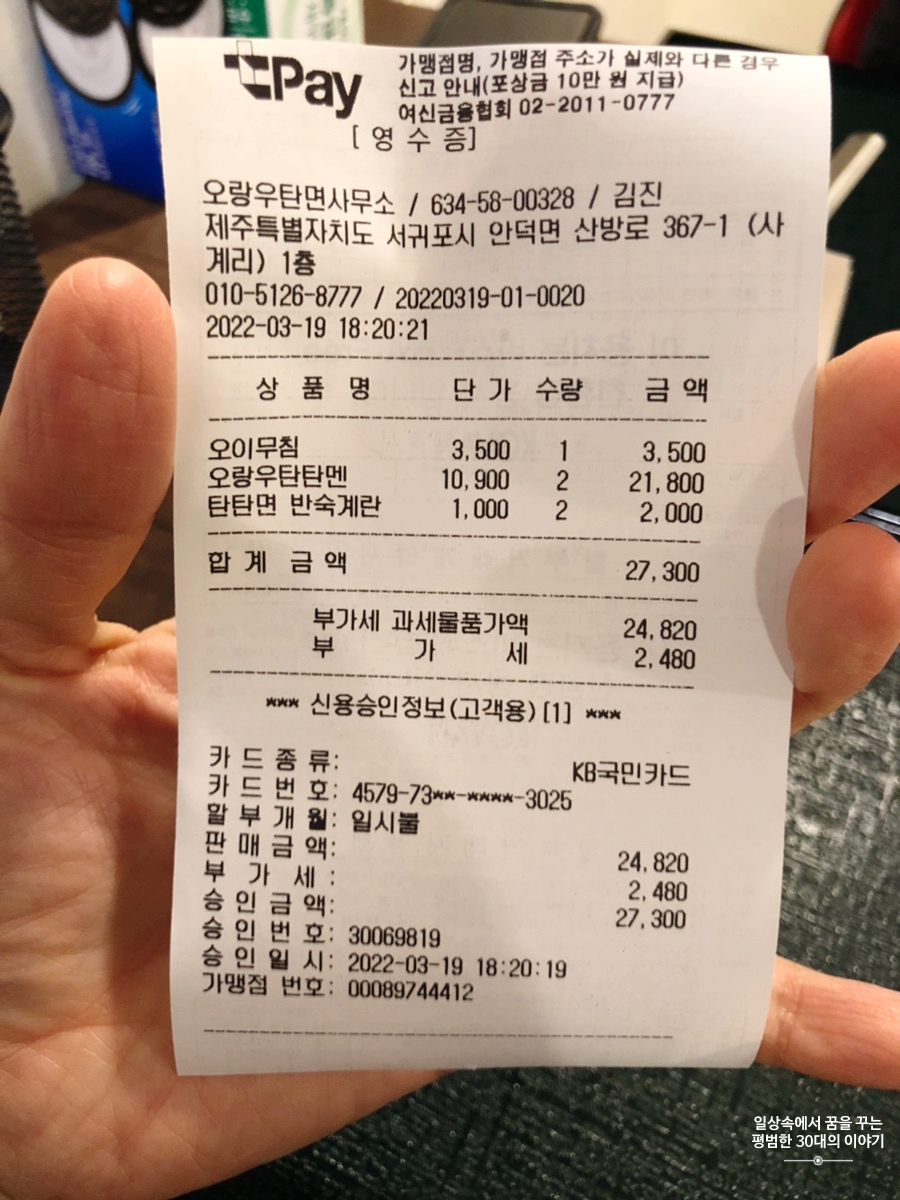 tPay
가맹점명, 가맹점 주소가 실제와 다른 경우
신고 안내(포상금 10만 원 지급)
여신금융협회 02-2011-0777
[ 영 수 증]
오랑우탄면사무소 / 634-58-00328 / 김진
제주특별자치도 서귀포시 안덕면 산방로 367-1 (사
계리) 1층
010-5126-8777 / 20220319-01-0020
2022-03-19 18:20:21
상 품 명 단 가 수량 금 액
오이무침 3,500 1 3,500
오랑우탄탄멘 10,900 2 21,800
탄탄면 반숙계란 1,000 2 2,000
합 계 금 액 27,300
부가세 과세물품가액 24,820
부 가 세 2,480
*** 신용승인정보(고객용)[1] ***
카 드 종 류: KB국민카드
카 드 번 호: 4579-73**-****-3025
할 부 개 월: 일시불
판 매 금 액: 24,820
부 가 세 : 2,480
승 인 금 액: 27,300
승 인 번 호: 30069819
승 인 일 시: 2022-03-19 18:20:19
가맹점 번호: 00089744412
일상속에서 꿈을 꾸는
평범한 30대의 이야기